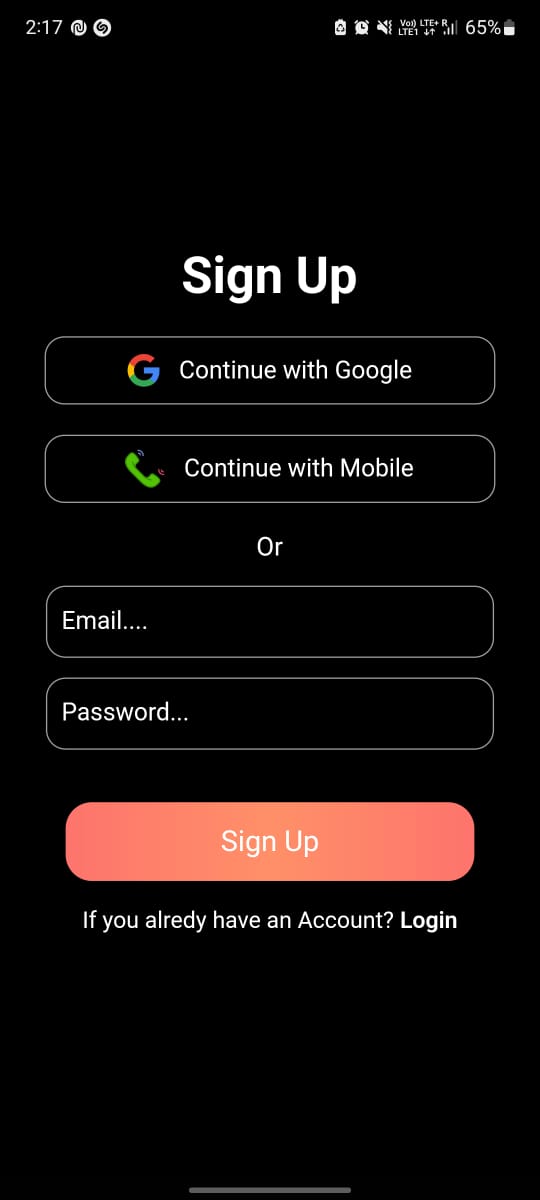 2:17 Vo)) LTE+ R 65%
LTE1
Sign Up
Continue with Google
Continue with Mobile
Or
Email....
Password...
Sign Up
If you alredy have an Account? Login